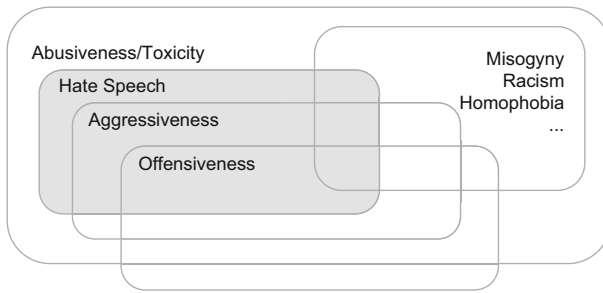 Abusiveness/Toxicity
Hate Speech
Aggressiveness
Offensiveness
Misogyny
Racism
Homophobia
...